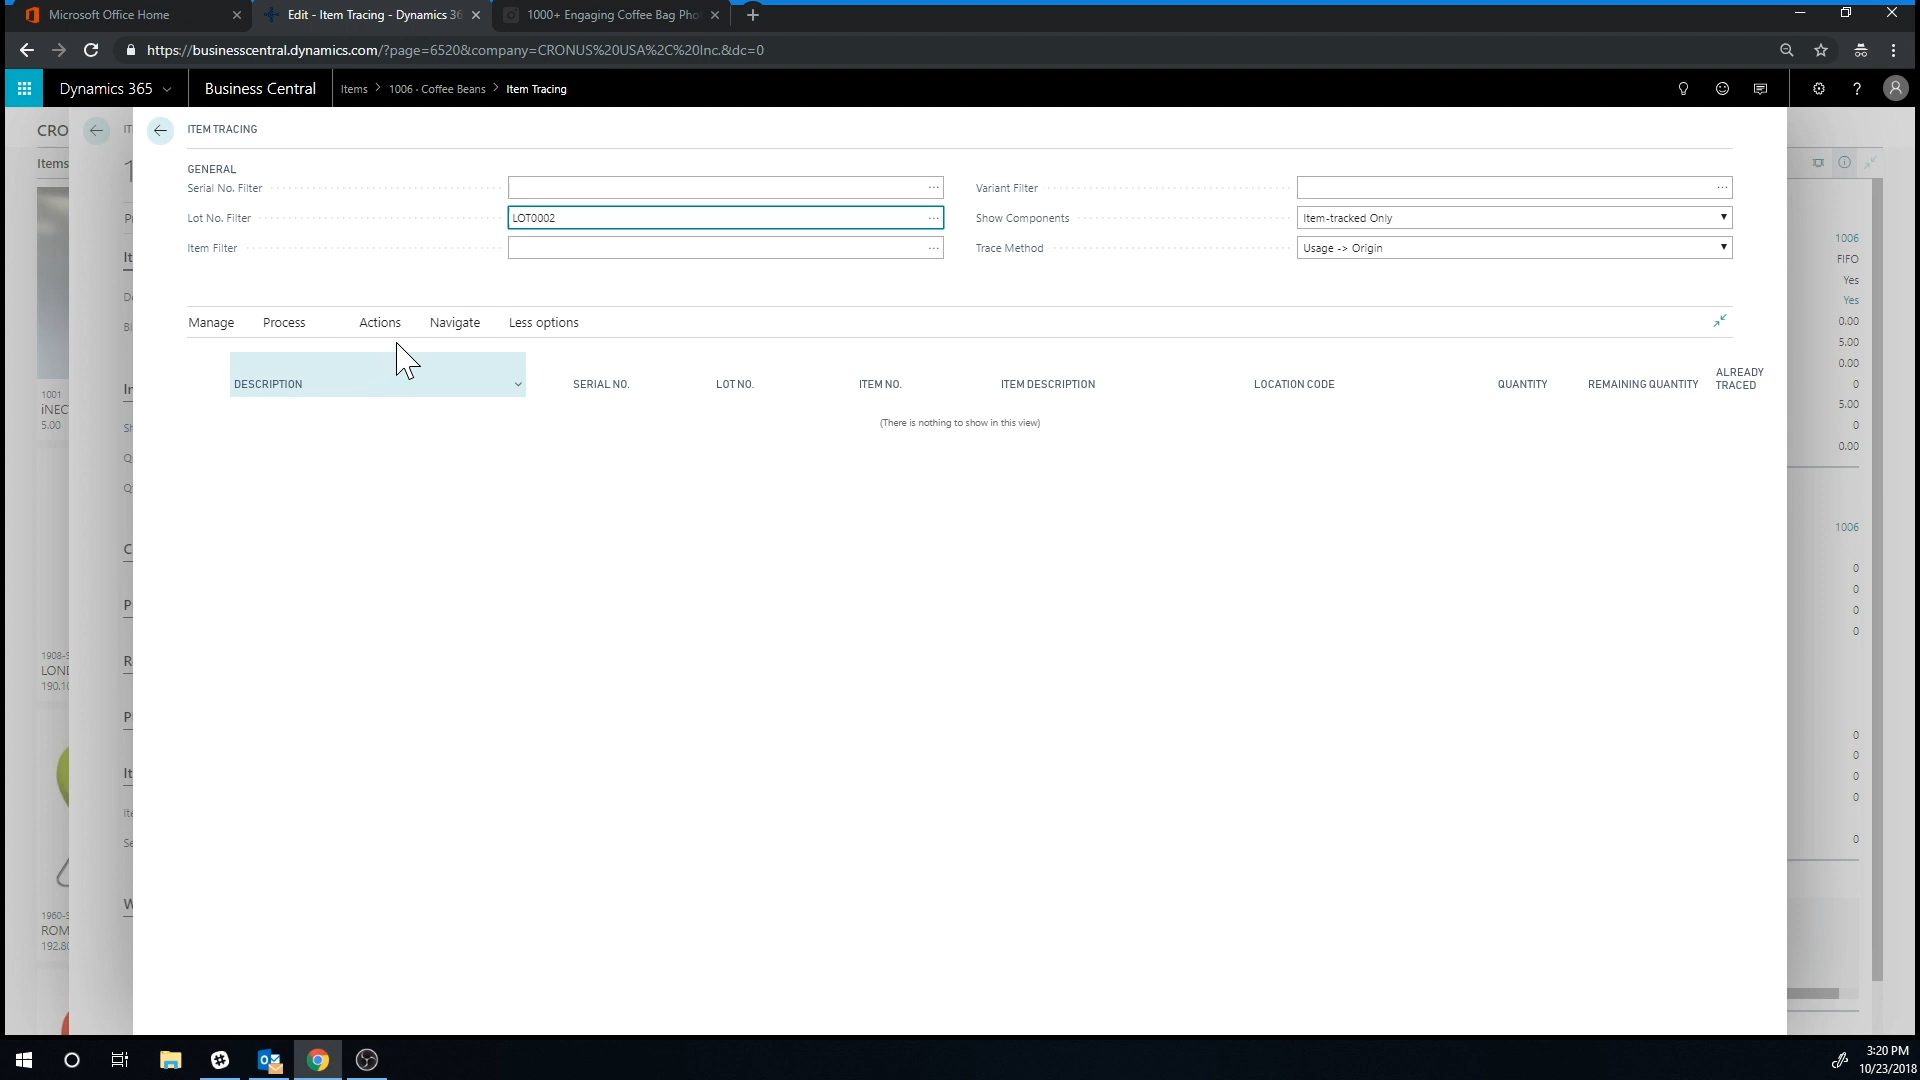 Microsoft Office Home
Edit - Item Tracing - Dynamics 36
1000+ Engaging Coffee Bag Pho
https://businesscentral.dynamics.com/?page=6520&company=CRONUS%20USA%2C%20Inc.&dc=0
Dynamics 365
Business Central
Items > 1006 · Coffee Beans > Item Tracing
CRO
Items
1001
iNEC
5.00
1908-S
LOND
190.10
1960-S
ROM
192.80
ITEM TRACING
GENERAL
Serial No. Filter
Lot No. Filter
LOT0002
Item Filter
Variant Filter
Show Components
Item-tracked Only
Trace Method
Usage -> Origin
Manage
Process
Actions
Navigate
Less options
DESCRIPTION
SERIAL NO.
LOT NO.
ITEM NO.
ITEM DESCRIPTION
LOCATION CODE
QUANTITY
REMAINING QUANTITY
ALREADY TRACED
(There is nothing to show in this view)
1006
FIFO
Yes
Yes
0.00
5.00
0.00
0
5.00
0
0.00
1006
0
0
0
0
0
0
0
0
0
3:20 PM
10/23/2018